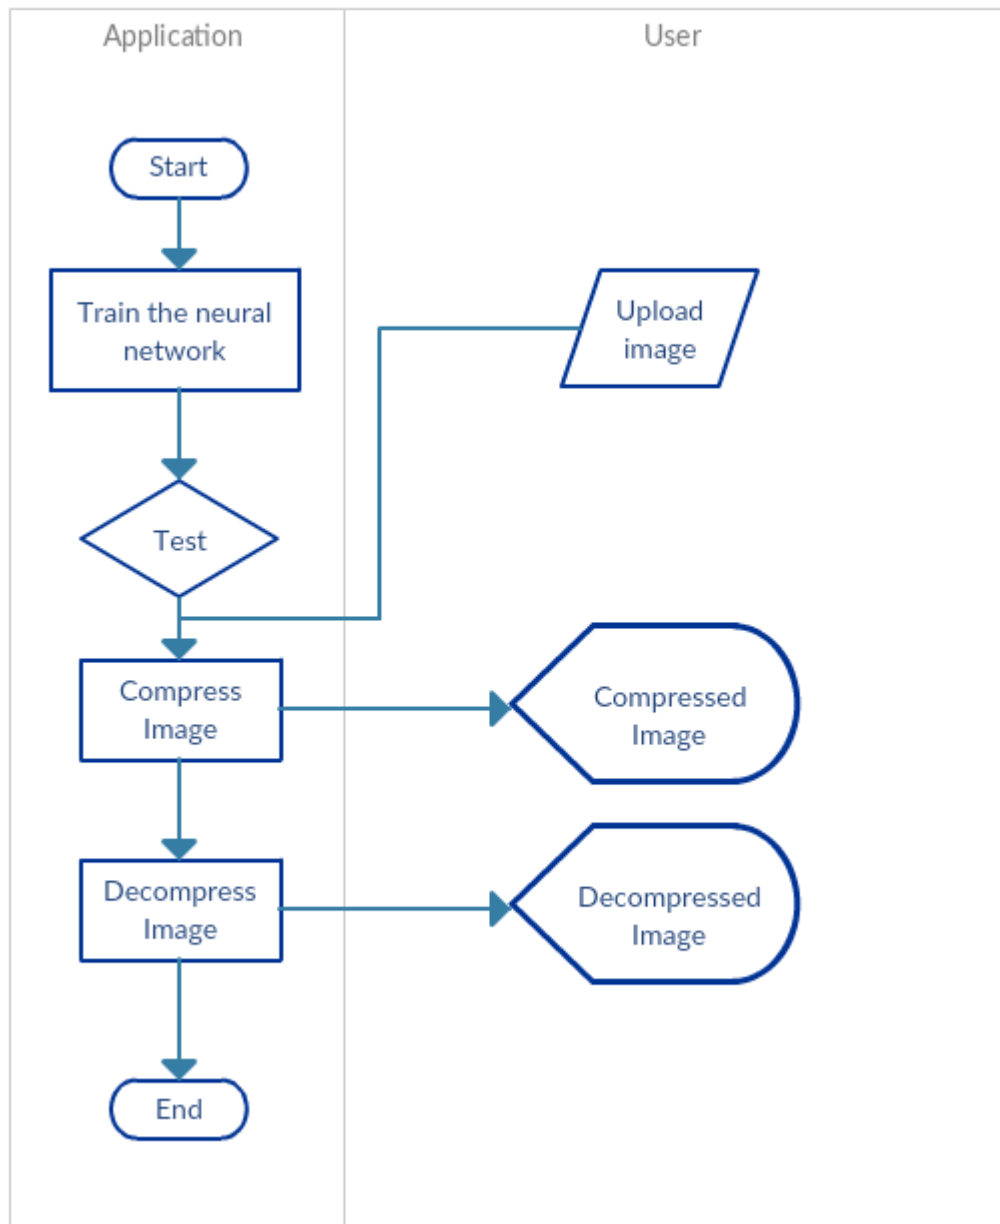 Application
User
Start
Train the neural
network
Upload
image
Test
Compress
Image
Compressed
Image
Decompress
Image
Decompressed
Image
End